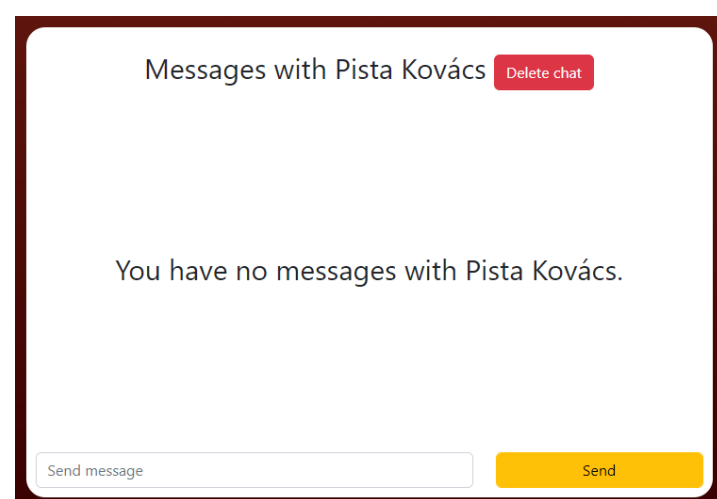 Messages with Pista Kovács Delete chat
You have no messages with Pista Kovács.
Send message Send